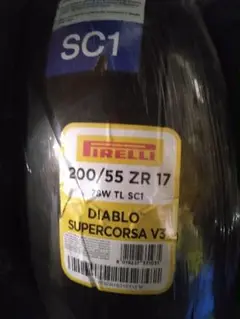 SC1
PIRELLI
200/55 ZR 17
78W TL SC1
DIABLO
SUPERCORSA V3